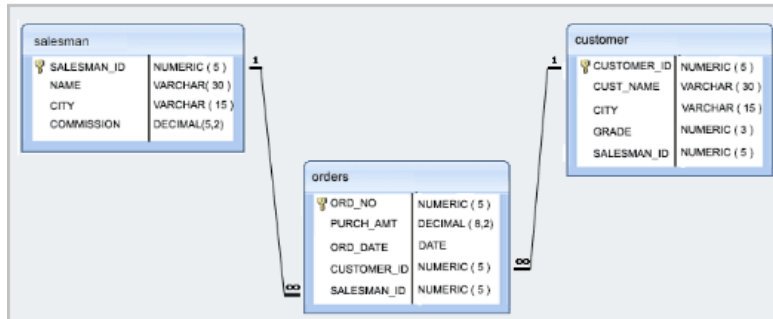 salesman
SALESMAN_ID NUMERIC ( 5 )
NAME VARCHAR( 30 )
CITY VARCHAR ( 15 )
COMMISSION DECIMAL(5,2)
1
∞
customer
CUSTOMER_ID NUMERIC ( 5 )
CUST_NAME VARCHAR ( 30 )
CITY VARCHAR ( 15 )
GRADE NUMERIC ( 3 )
SALESMAN_ID NUMERIC ( 5 )
1
∞
orders
ORD_NO NUMERIC ( 5 )
PURCH_AMT DECIMAL ( 8,2)
ORD_DATE DATE
CUSTOMER_ID NUMERIC ( 5 )
SALESMAN_ID NUMERIC ( 5 )